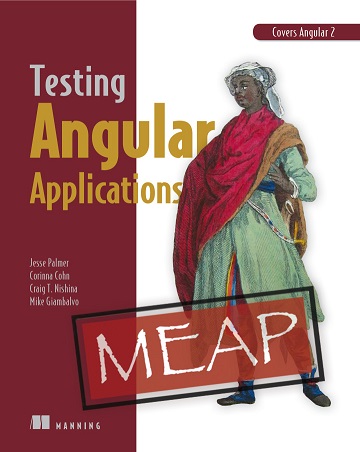 Covers Angular 2
Testing
Angular
Applications
Jesse Palmer
Corinna Cohn
Craig T. Nishina
Mike Giambalvo
MEAP
MANNING